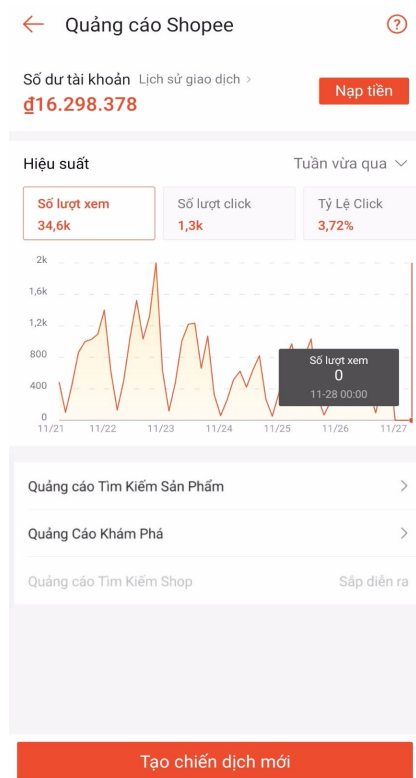 Quảng cáo Shopee
?
Số dư tài khoản Lịch sử giao dịch >
₫16.298.378
Nạp tiền
Hiệu suất
Tuần vừa qua
Số lượt xem
34,6k
Số lượt click
1,3k
Tỷ Lệ Click
3,72%
2k
1,6k
1,2k
800
400
0
Số lượt xem
0
11-28 00:00
11/21 11/22 11/23 11/24 11/25 11/26 11/27
Quảng cáo Tìm Kiếm Sản Phẩm
Quảng Cáo Khám Phá
Quảng cáo Tìm Kiếm Shop Sắp diễn ra
Tạo chiến dịch mới